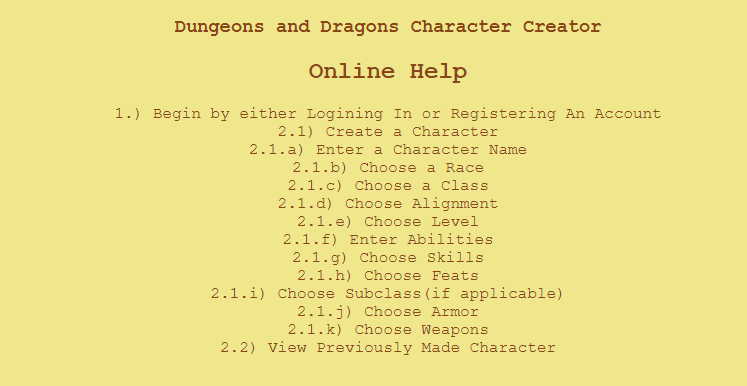 Dungeons and Dragons Character Creator
Online Help
1.) Begin by either Logining In or Registering An Account
2.1) Create a Character
2.1.a) Enter a Character Name
2.1.b) Choose a Race
2.1.c) Choose a Class
2.1.d) Choose Alignment
2.1.e) Choose Level
2.1.f) Enter Abilities
2.1.g) Choose Skills
2.1.h) Choose Feats
2.1.i) Choose Subclass(if applicable)
2.1.j) Choose Armor
2.1.k) Choose Weapons
2.2) View Previously Made Character